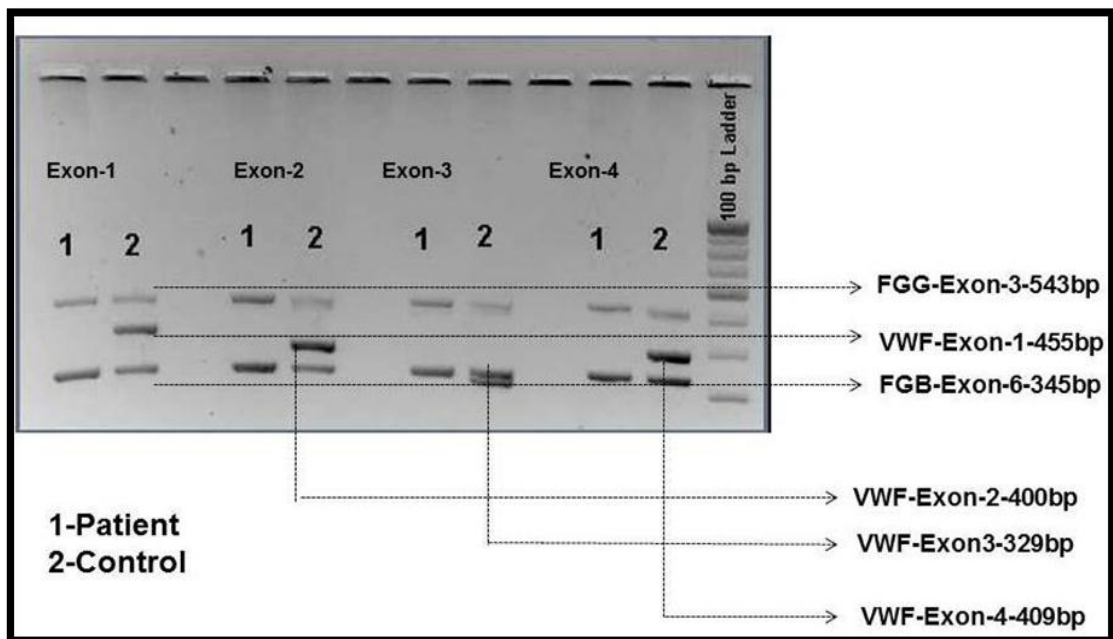 Exon-1 Exon-2 Exon-3 Exon-4
100 bp Ladder
1 2 1 2 1 2 1 2
FGG-Exon-3-543bp
VWF-Exon-1-455bp
FGB-Exon-6-345bp
VWF-Exon-2-400bp
VWF-Exon3-329bp
VWF-Exon-4-409bp
1-Patient
2-Control